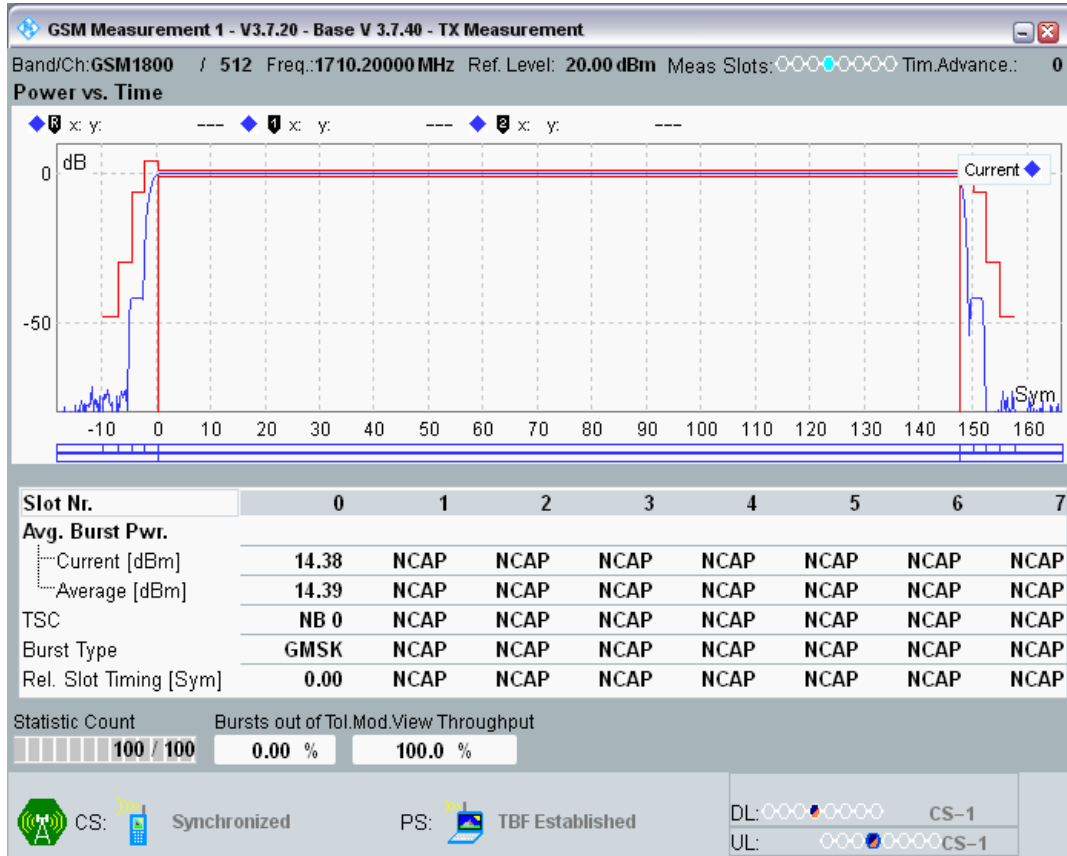 GSM Measurement 1 - V3.7.20 - Base V 3.7.40 - TX Measurement
Band/Ch:GSM1800 / 512 Freq.:1710.20000 MHz Ref. Level: 20.00 dBm Meas Slots: Tim.Advance.: 0
Power vs. Time
R x: y: --- 1 x: y: --- 2 x: y: ---
dB
Current
0
-50
Sym
-10 0 10 20 30 40 50 60 70 80 90 100 110 120 130 140 150 160
Slot Nr. 0 1 2 3 4 5 6 7
Avg. Burst Pwr.
Current [dBm] 14.38 NCAP NCAP NCAP NCAP NCAP NCAP NCAP
Average [dBm] 14.39 NCAP NCAP NCAP NCAP NCAP NCAP NCAP
TSC NB 0 NCAP NCAP NCAP NCAP NCAP NCAP NCAP
Burst Type GMSK NCAP NCAP NCAP NCAP NCAP NCAP NCAP
Rel. Slot Timing [Sym] 0.00 NCAP NCAP NCAP NCAP NCAP NCAP NCAP
Statistic Count Bursts out of Tol. Mod.View Throughput
100 / 100 0.00 % 100.0 %
CS: Synchronized PS: TBF Established DL: CS-1
UL: CS-1